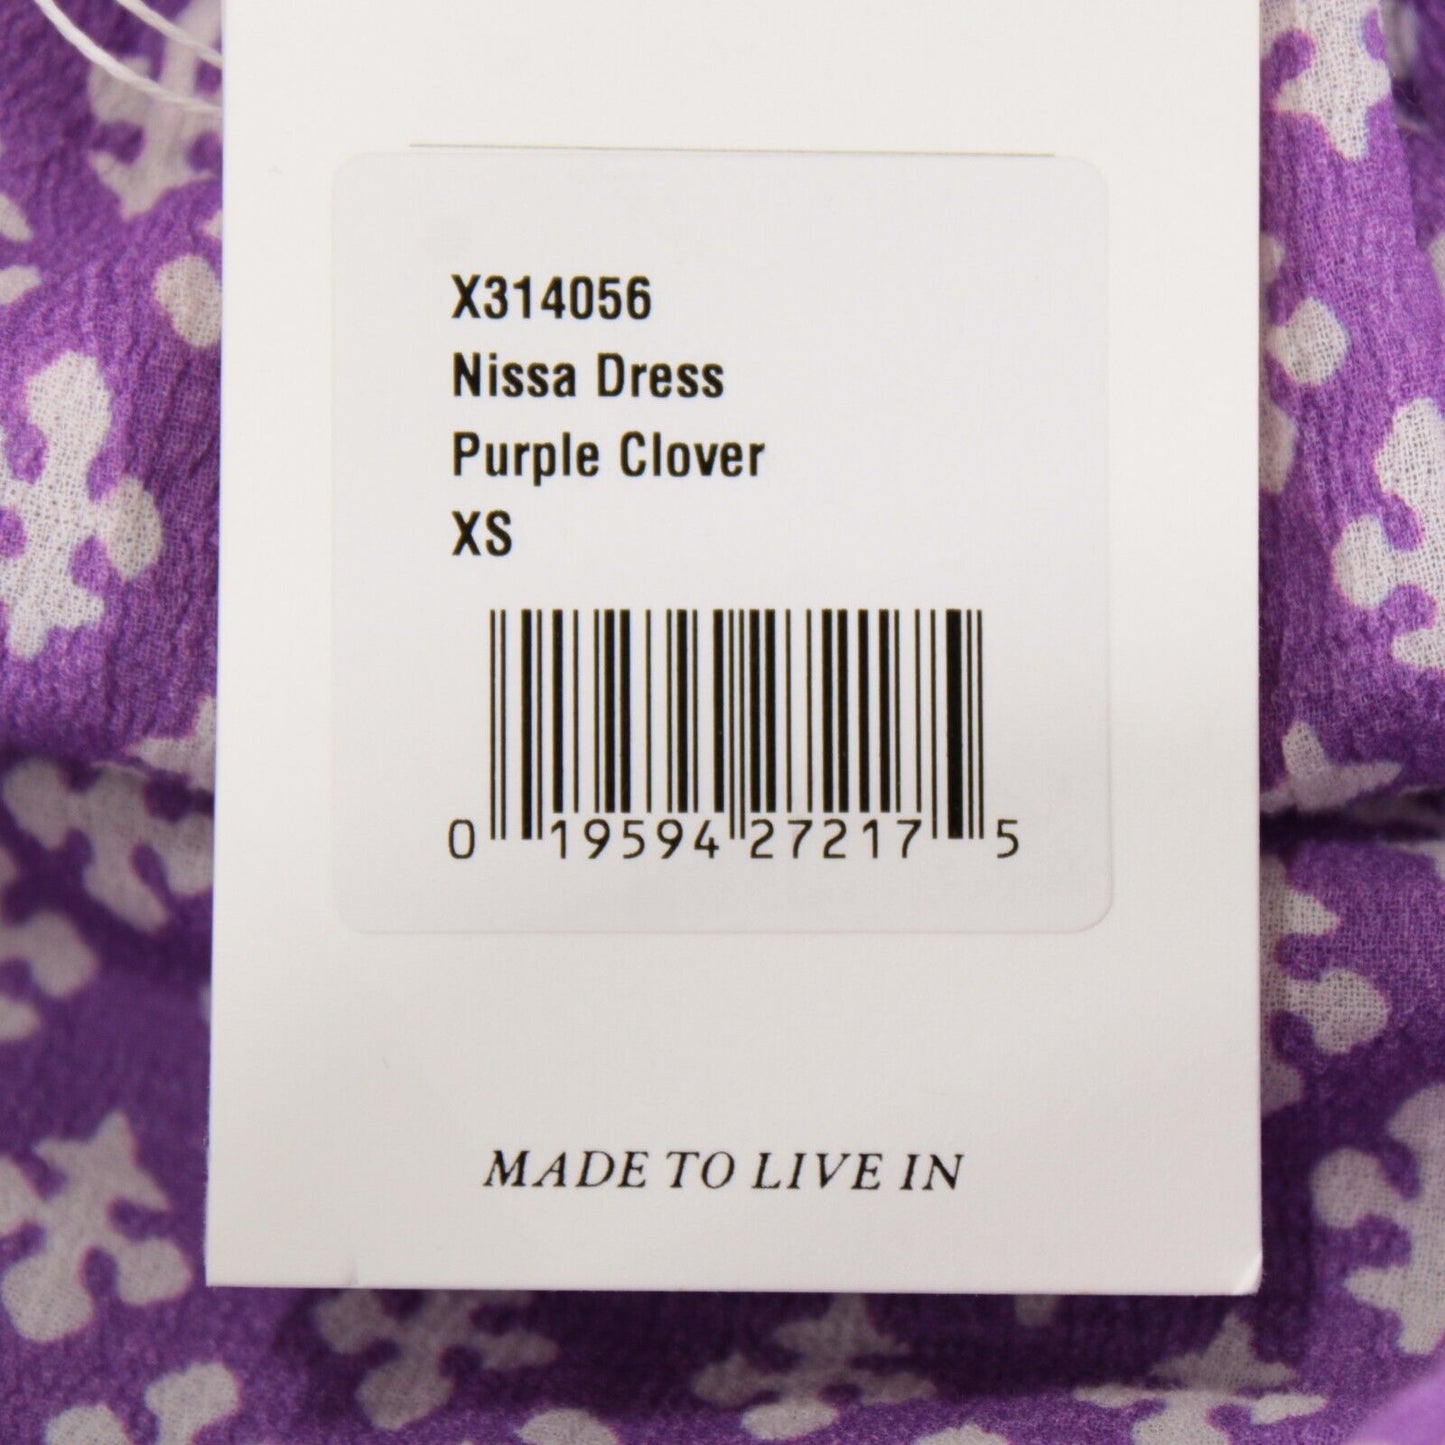 X314056
Nissa Dress
Purple Clover
XS
0 19594 27217 5
MADE TO LIVE IN